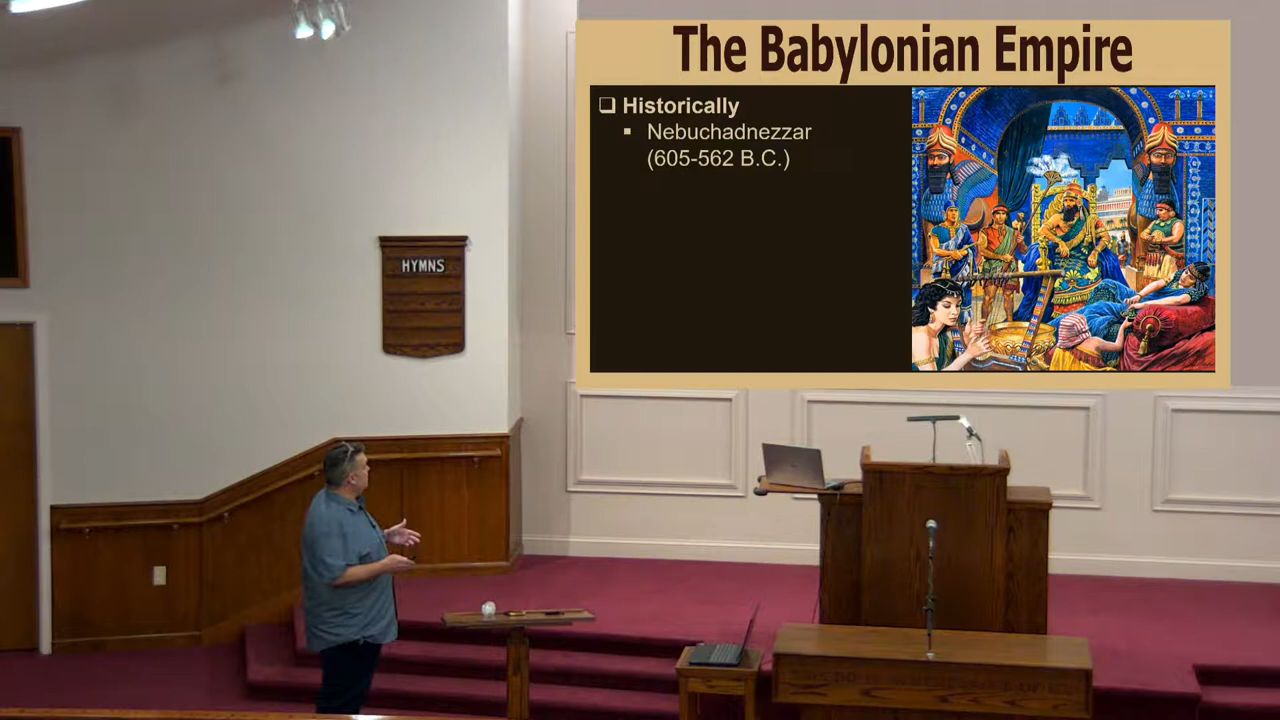 The Babylonian Empire
❑ Historically
▪ Nebuchadnezzar
(605-562 B.C.)
HYMNS